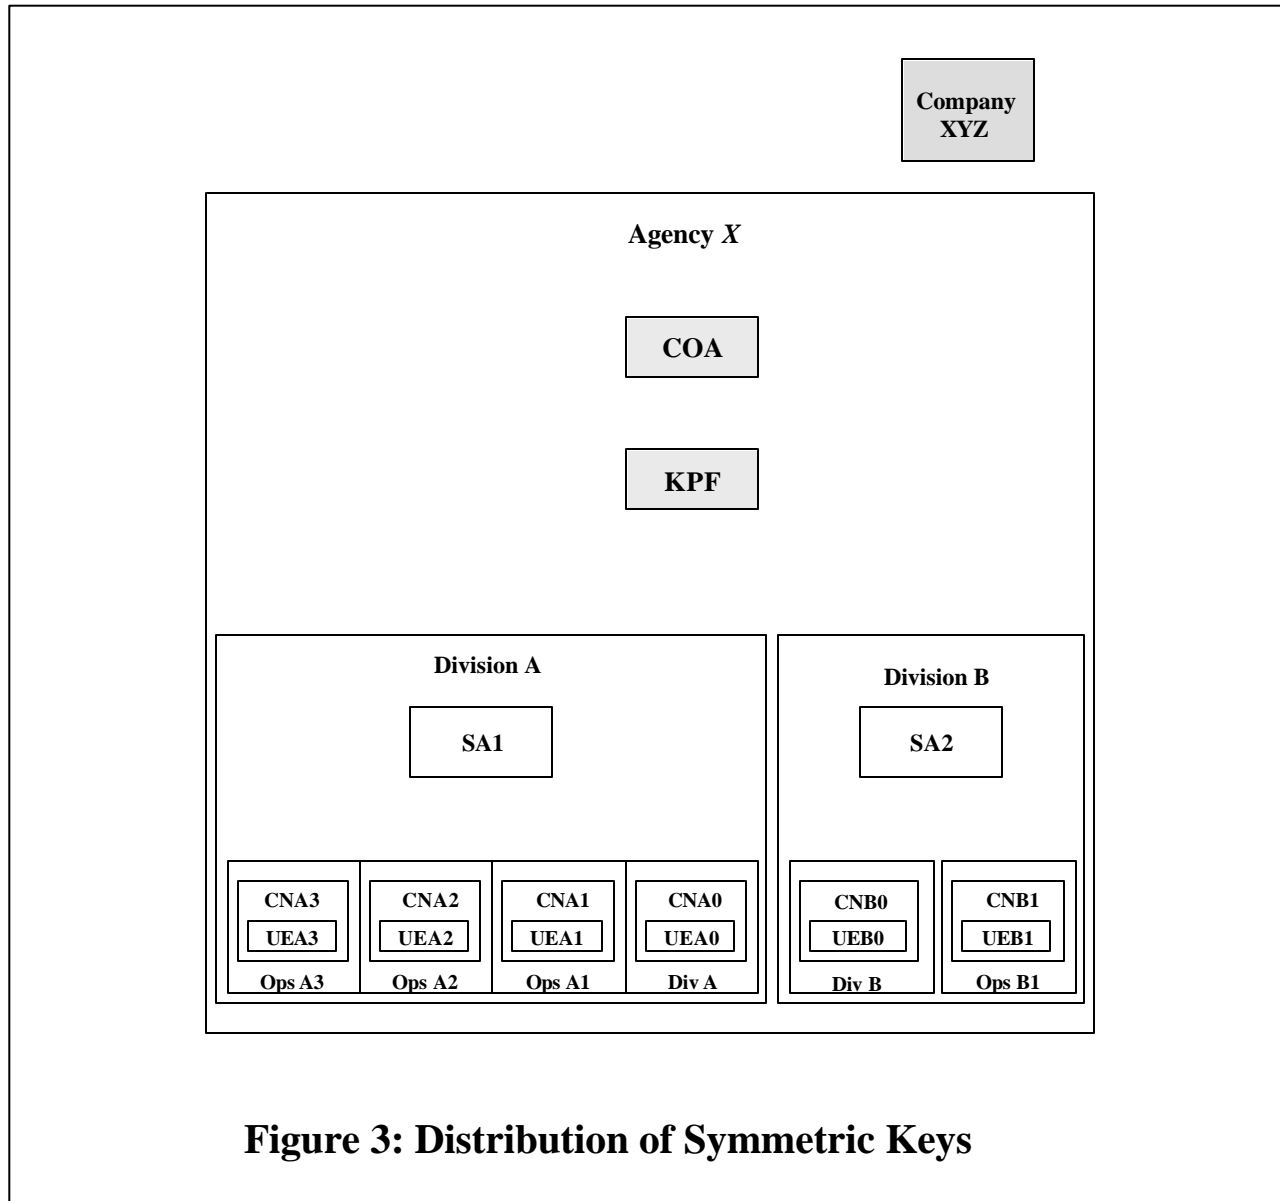 Company
XYZ
Agency X
COA
KPF
Division A
Division B
SA1
SA2
CNA3
CNA2
CNA1
CNA0
CNB0
CNB1
UEA3
UEA2
UEA1
UEA0
UEB0
UEB1
Ops A3
Ops A2
Ops A1
Div A
Div B
Ops B1
Figure 3: Distribution of Symmetric Keys